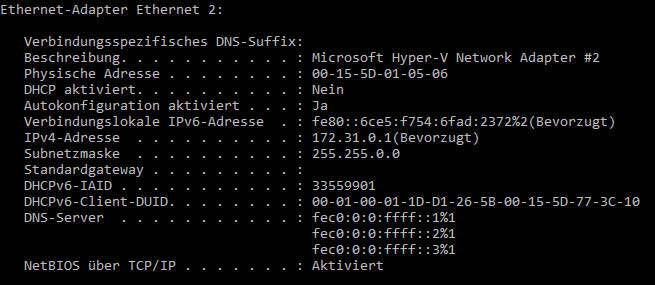 Ethernet-Adapter Ethernet 2:
Verbindungsspezifisches DNS-Suffix:
Beschreibung. . . . . . . . . . . : Microsoft Hyper-V Network Adapter #2
Physische Adresse . . . . . . . . : 00-15-5D-01-05-06
DHCP aktiviert. . . . . . . . . . : Nein
Autokonfiguration aktiviert . . . : Ja
Verbindungslokale IPv6-Adresse  . : fe80::6ce5:f754:6fad:2372%2(Bevorzugt)
IPv4-Adresse  . . . . . . . . . . : 172.31.0.1(Bevorzugt)
Subnetzmaske  . . . . . . . . . . : 255.255.0.0
Standardgateway . . . . . . . . . :
DHCPv6-IAID . . . . . . . . . . . : 33559901
DHCPv6-Client-DUID. . . . . . . . : 00-01-00-01-1D-D1-26-5B-00-15-5D-77-3C-10
DNS-Server  . . . . . . . . . . . : fec0:0:0:ffff::1%1
fec0:0:0:ffff::2%1
fec0:0:0:ffff::3%1
NetBIOS über TCP/IP . . . . . . . : Aktiviert